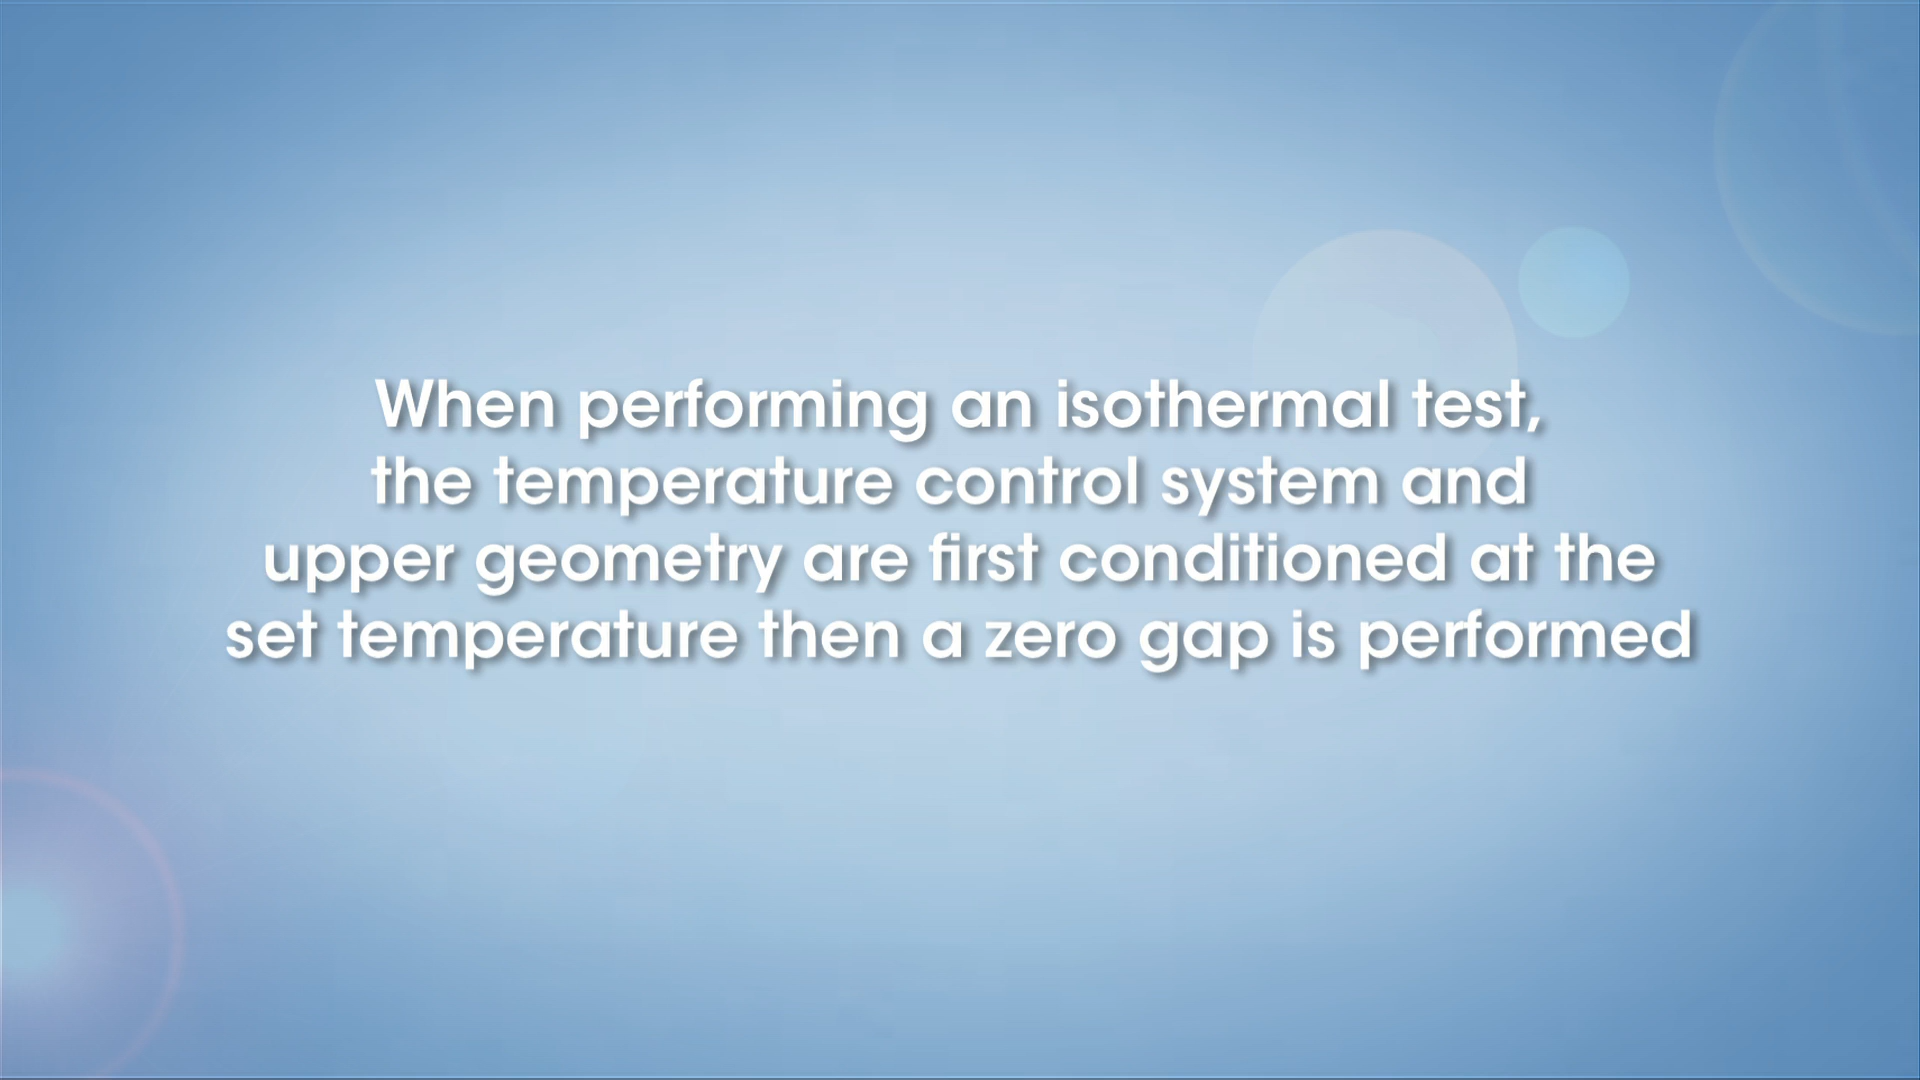 When performing an isothermal test,
the temperature control system and
upper geometry are first conditioned at the
set temperature then a zero gap is performed